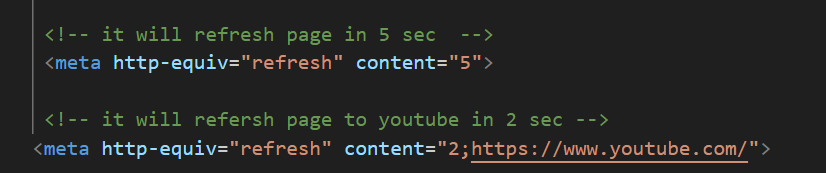 <!-- it will refresh page in 5 sec  -->
<meta http-equiv="refresh" content="5">
<!-- it will refersh page to youtube in 2 sec -->
<meta http-equiv="refresh" content="2;https://www.youtube.com/">